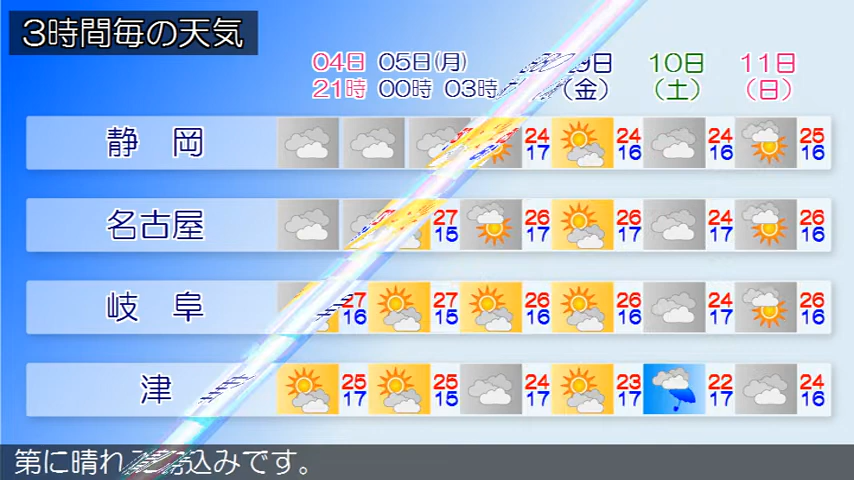 3時間毎の天気
04日 05日(月) 9日 10日 11日
21時 00時 03時 (金) (土) (日)
静 岡 24 24 24 25
17 16 16 16
名古屋 27 26 26 24 26
15 17 17 17 16
岐 阜 27 27 26 26 24 26
16 15 16 16 17 16
津 25 25 24 23 22 24
17 15 17 17 17 16
第に晴れ 込みです。